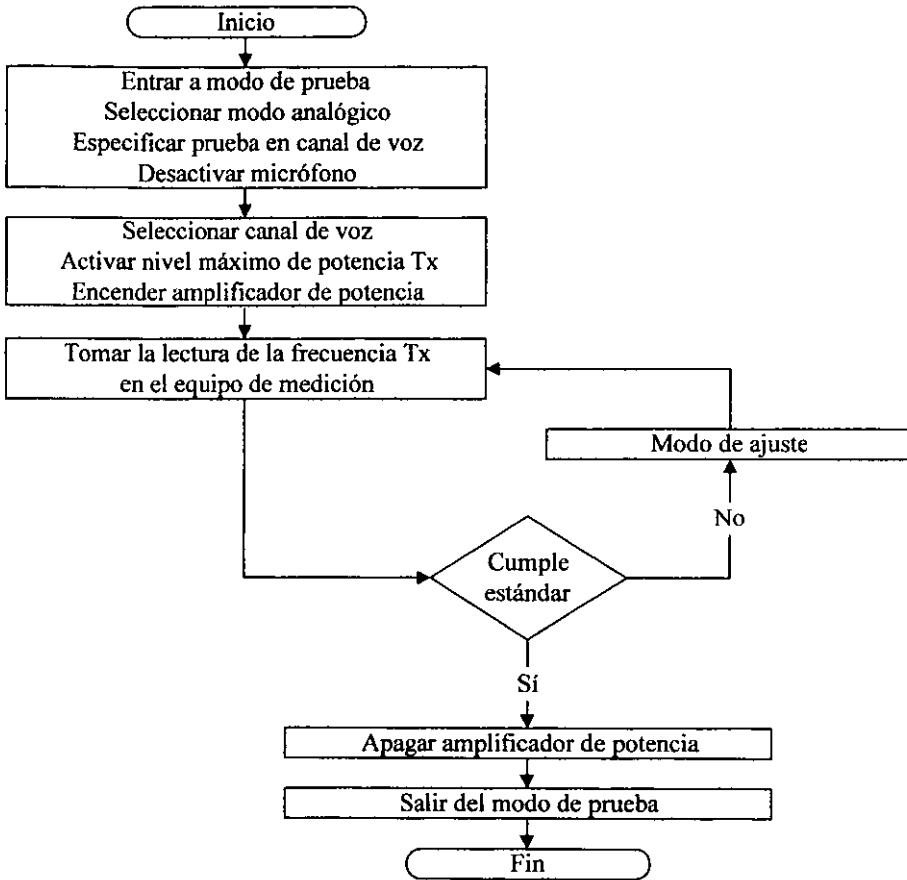 Inicio
Entrar a modo de prueba
Seleccionar modo analógico
Especificar prueba en canal de voz
Desactivar micrófono
Seleccionar canal de voz
Activar nivel máximo de potencia Tx
Encender amplificador de potencia
Tomar la lectura de la frecuencia Tx
en el equipo de medición
Modo de ajuste
No
Cumple
estándar
Sí
Apagar amplificador de potencia
Salir del modo de prueba
Fin